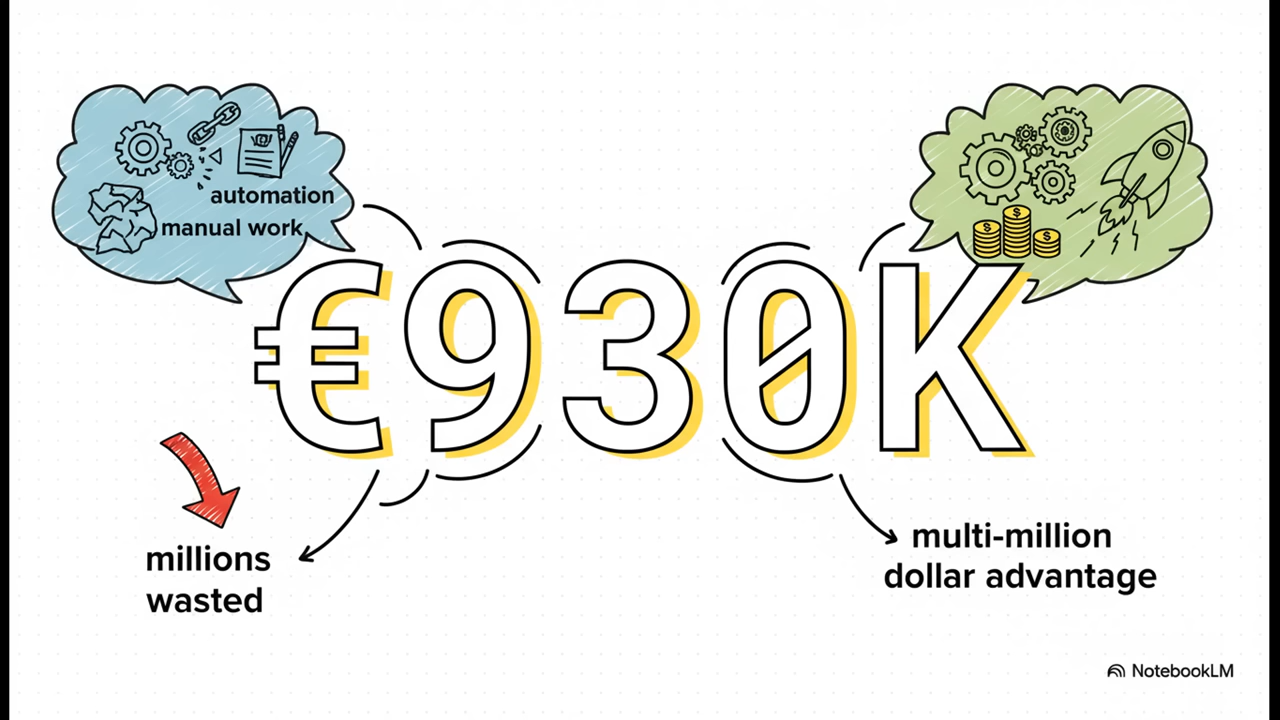 automation
manual work
€930K
millions
wasted
multi-million
dollar advantage
NotebookLM